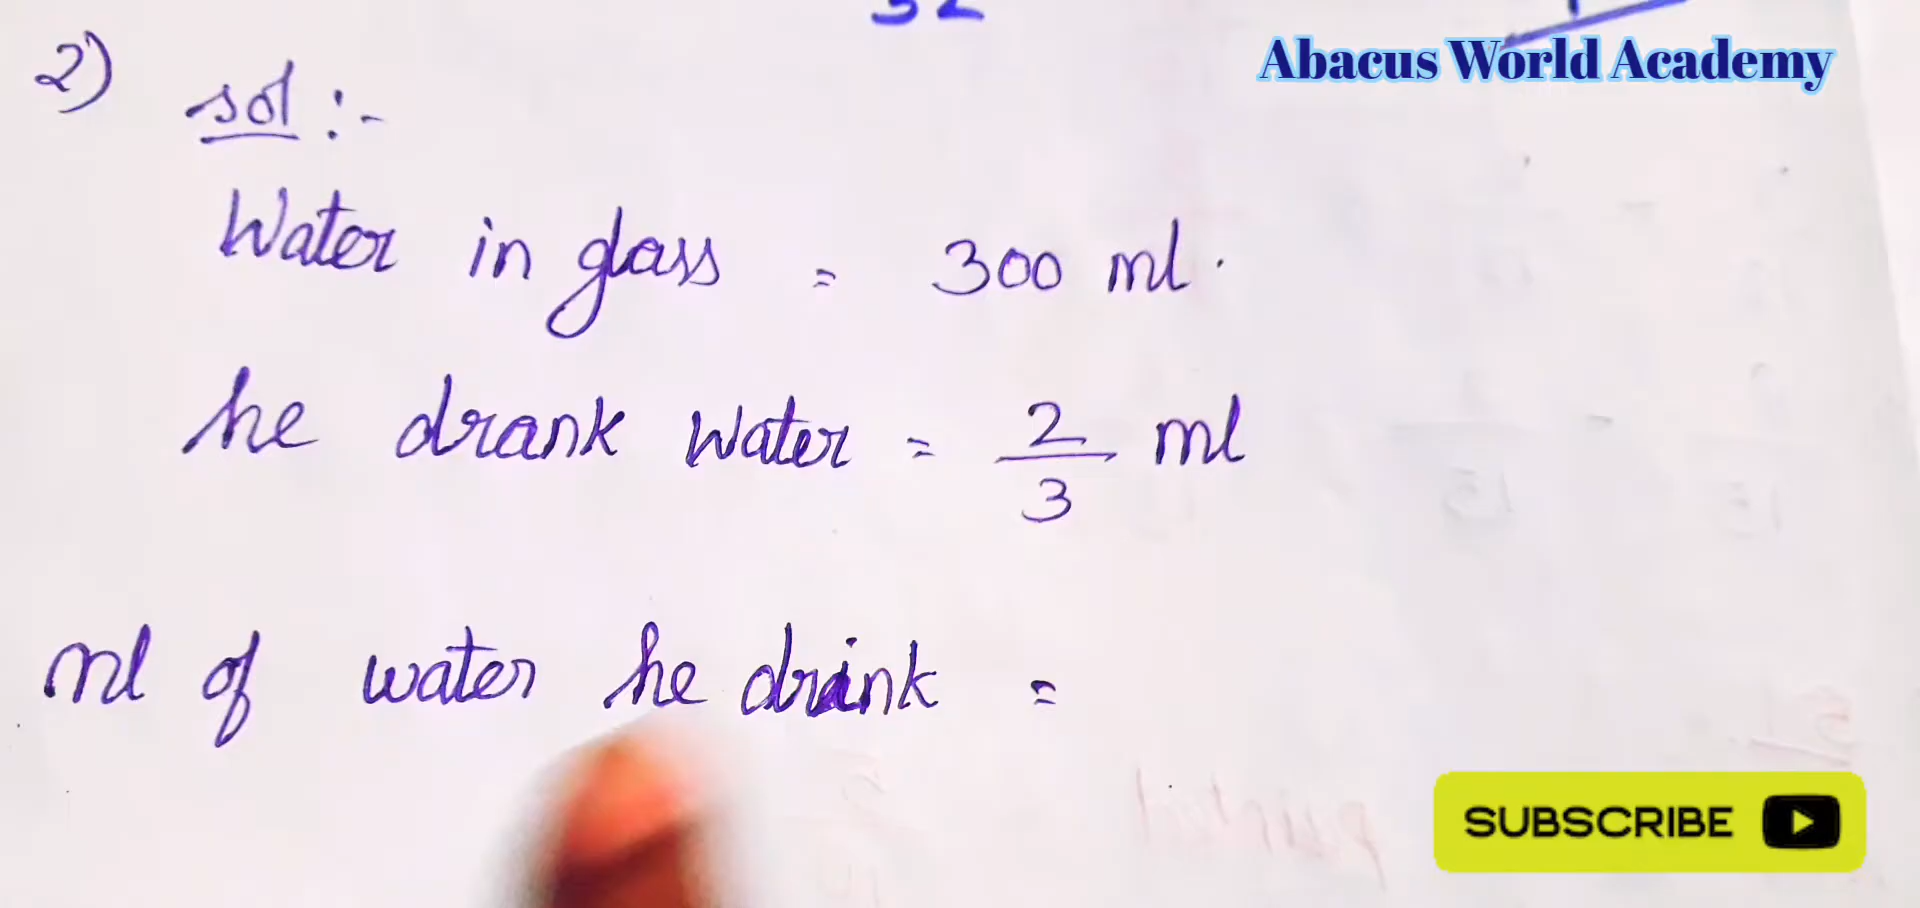 Abacus World Academy
2) sol :-
Water in glass = 300 ml.
he drank Water = 2/3 ml
ml of water he drink =
SUBSCRIBE